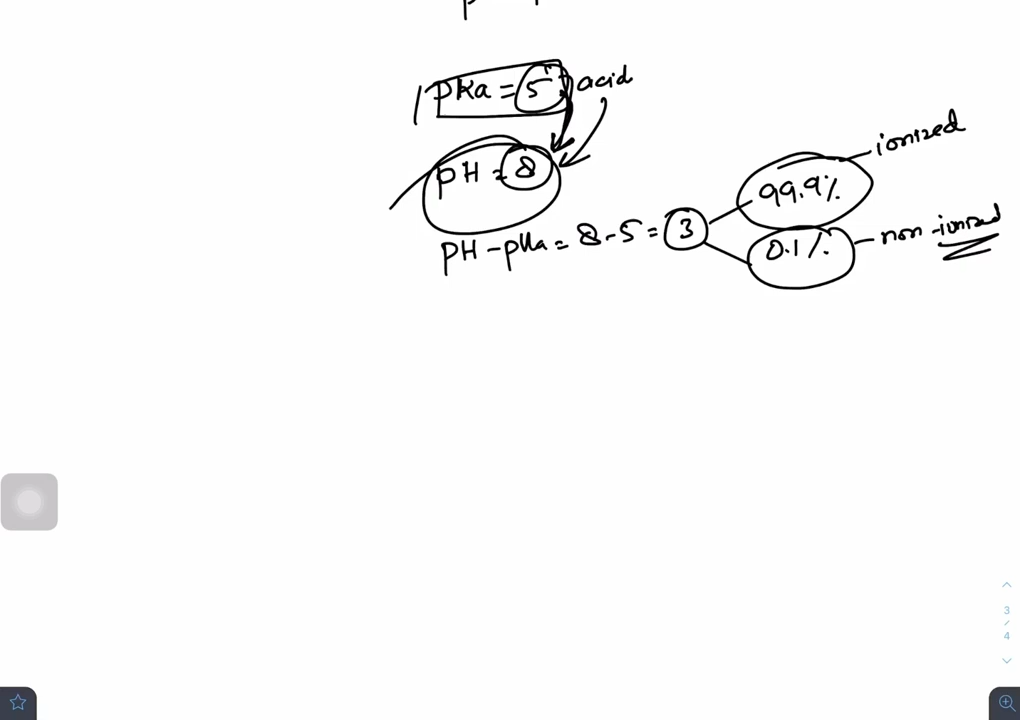 pKa = 5 acid
pH = 8
ionized
99.9%
pH - pKa = 8 - 5 = 3
0.1%
non-ionized
3
/
4